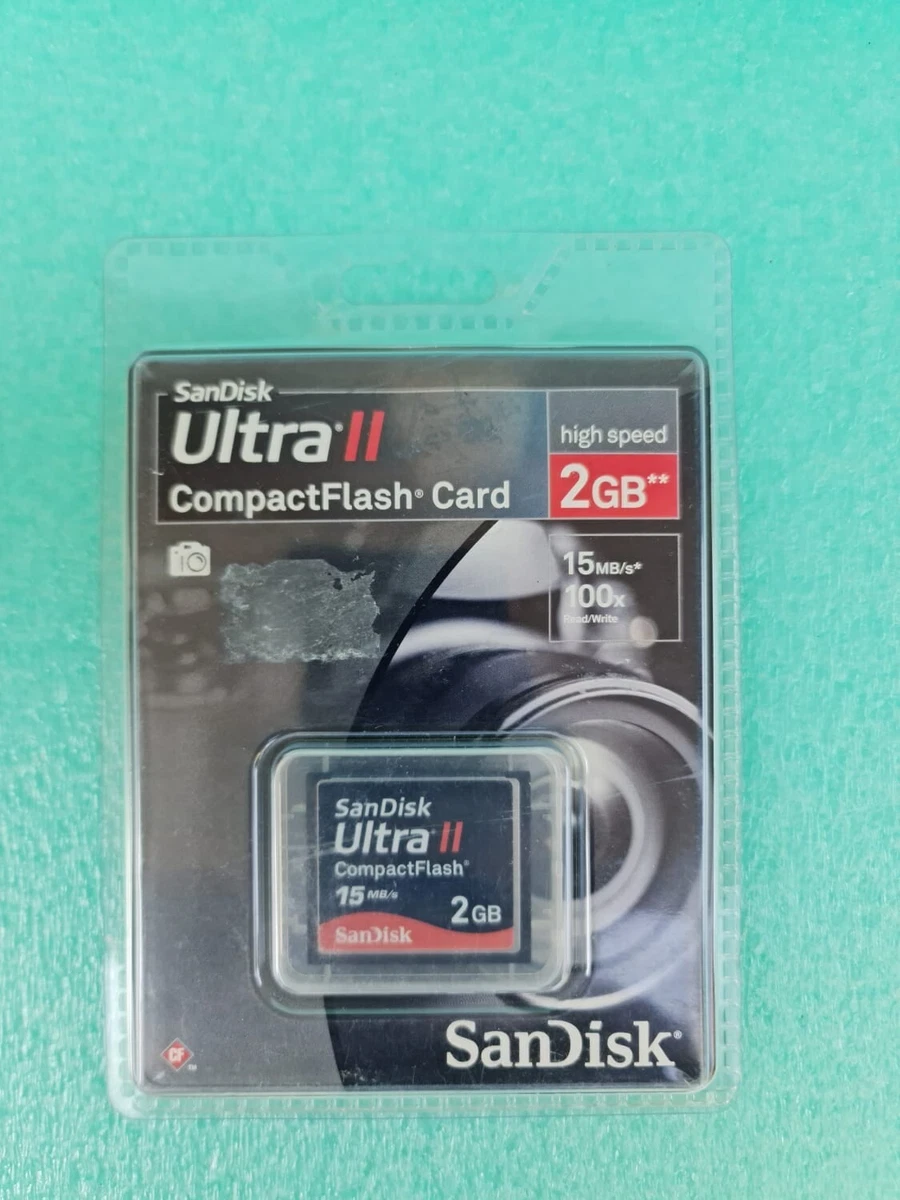 SanDisk
Ultra® II
CompactFlash® Card
high speed
2GB**
15MB/s*
100x
Read/Write
SanDisk
Ultra® II
CompactFlash®
15 MB/s
2GB
SanDisk
SanDisk®
CF™